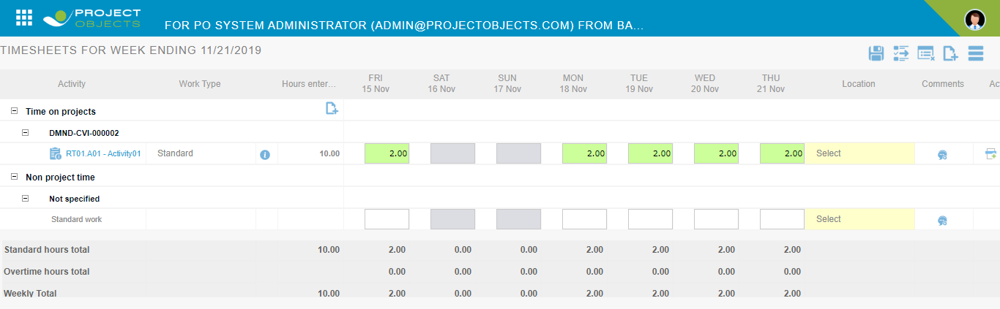 PROJECT
OBJECTS
FOR PO SYSTEM ADMINISTRATOR (ADMIN@PROJECTOBJECTS.COM) FROM BA...
TIMESHEETS FOR WEEK ENDING 11/21/2019
Activity Work Type Hours enter... FRI 15 Nov SAT 16 Nov SUN 17 Nov MON 18 Nov TUE 19 Nov WED 20 Nov THU 21 Nov Location Comments Ac
Time on projects
DMND-CVI-000002
RT01.A01 - Activity01 Standard 10.00 2.00 2.00 2.00 2.00 2.00 Select
Non project time
Not specified
Standard work Select
Standard hours total 10.00 2.00 0.00 0.00 2.00 2.00 2.00 2.00
Overtime hours total 0.00 0.00 0.00 0.00 0.00 0.00 0.00
Weekly Total 10.00 2.00 0.00 0.00 2.00 2.00 2.00 2.00